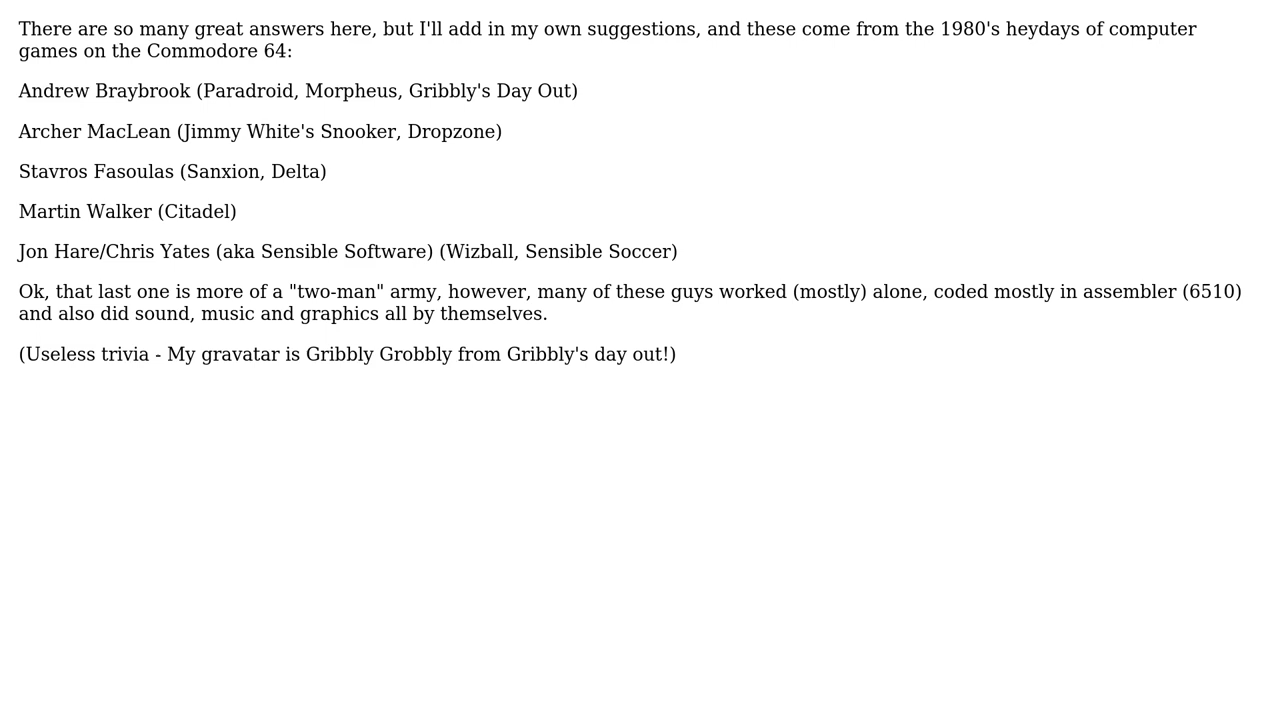 There are so many great answers here, but I'll add in my own suggestions, and these come from the 1980's heydays of computer
games on the Commodore 64:
Andrew Braybrook (Paradroid, Morpheus, Gribbly's Day Out)
Archer MacLean (Jimmy White's Snooker, Dropzone)
Stavros Fasoulas (Sanxion, Delta)
Martin Walker (Citadel)
Jon Hare/Chris Yates (aka Sensible Software) (Wizball, Sensible Soccer)
Ok, that last one is more of a "two-man" army, however, many of these guys worked (mostly) alone, coded mostly in assembler (6510)
and also did sound, music and graphics all by themselves.
(Useless trivia - My gravatar is Gribbly Grobbly from Gribbly's day out!)